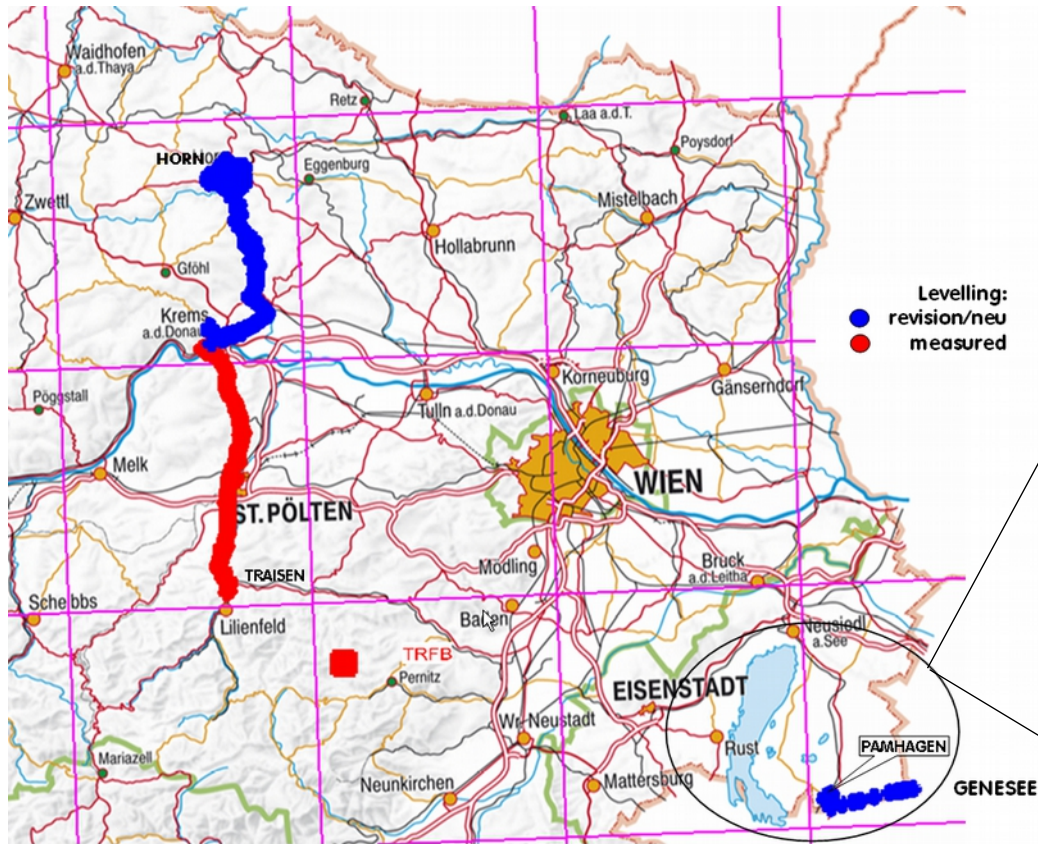 Waidhofen
a.d.Thaya
Retz
Laa a.d.T.
Poysdorf
HORN
Eggenburg
Zwettl
Mistelbach
Hollabrunn
Gföhl
Levelling:
revision/neu
measured
Krems
a.d.Donau
Korneuburg
Gänserndorf
Pöggstall
Tulln a.d.Donau
Melk
WIEN
ST.PÖLTEN
Mödling
Bruck
a.d.Leitha
TRAISEN
Scheibbs
Baden
Lilienfeld
Neusiedl
a.See
TRFB
Pernitz
EISENSTADT
Wr.Neustadt
Rust
PAMHAGEN
Mariazell
Neunkirchen
Mattersburg
GENESEE